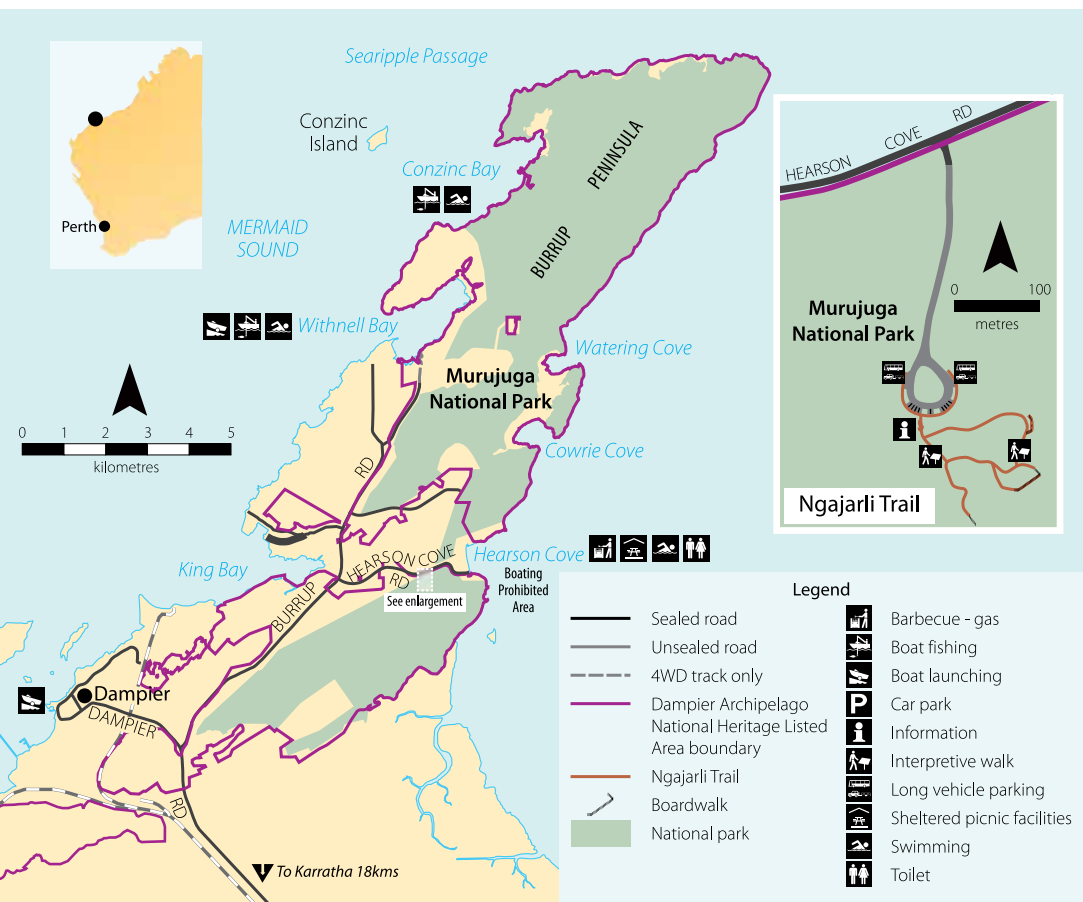 Searipple Passage
Conzinc
Island
Conzinc Bay
PENINSULA
BURRUP
Perth
MERMAID
SOUND
Withnell Bay
Watering Cove
Murujuga
National Park
0 1 2 3 4 5
kilometres
RD
Cowrie Cove
HEARSON COVE
RD
Hearson Cove
Boating
Prohibited
Area
King Bay
See enlargement
BURRUP
Dampier
DAMPIER
RD
To Karratha 18kms
HEARSON COVE RD
0 100
metres
Murujuga
National Park
i
i
Ngajarli Trail
Legend
Sealed road
Unsealed road
4WD track only
Dampier Archipelago
National Heritage Listed
Area boundary
Ngajarli Trail
Boardwalk
National park
Barbecue - gas
Boat fishing
Boat launching
P
Car park
Information
Interpretive walk
Long vehicle parking
Sheltered picnic facilities
Swimming
Toilet